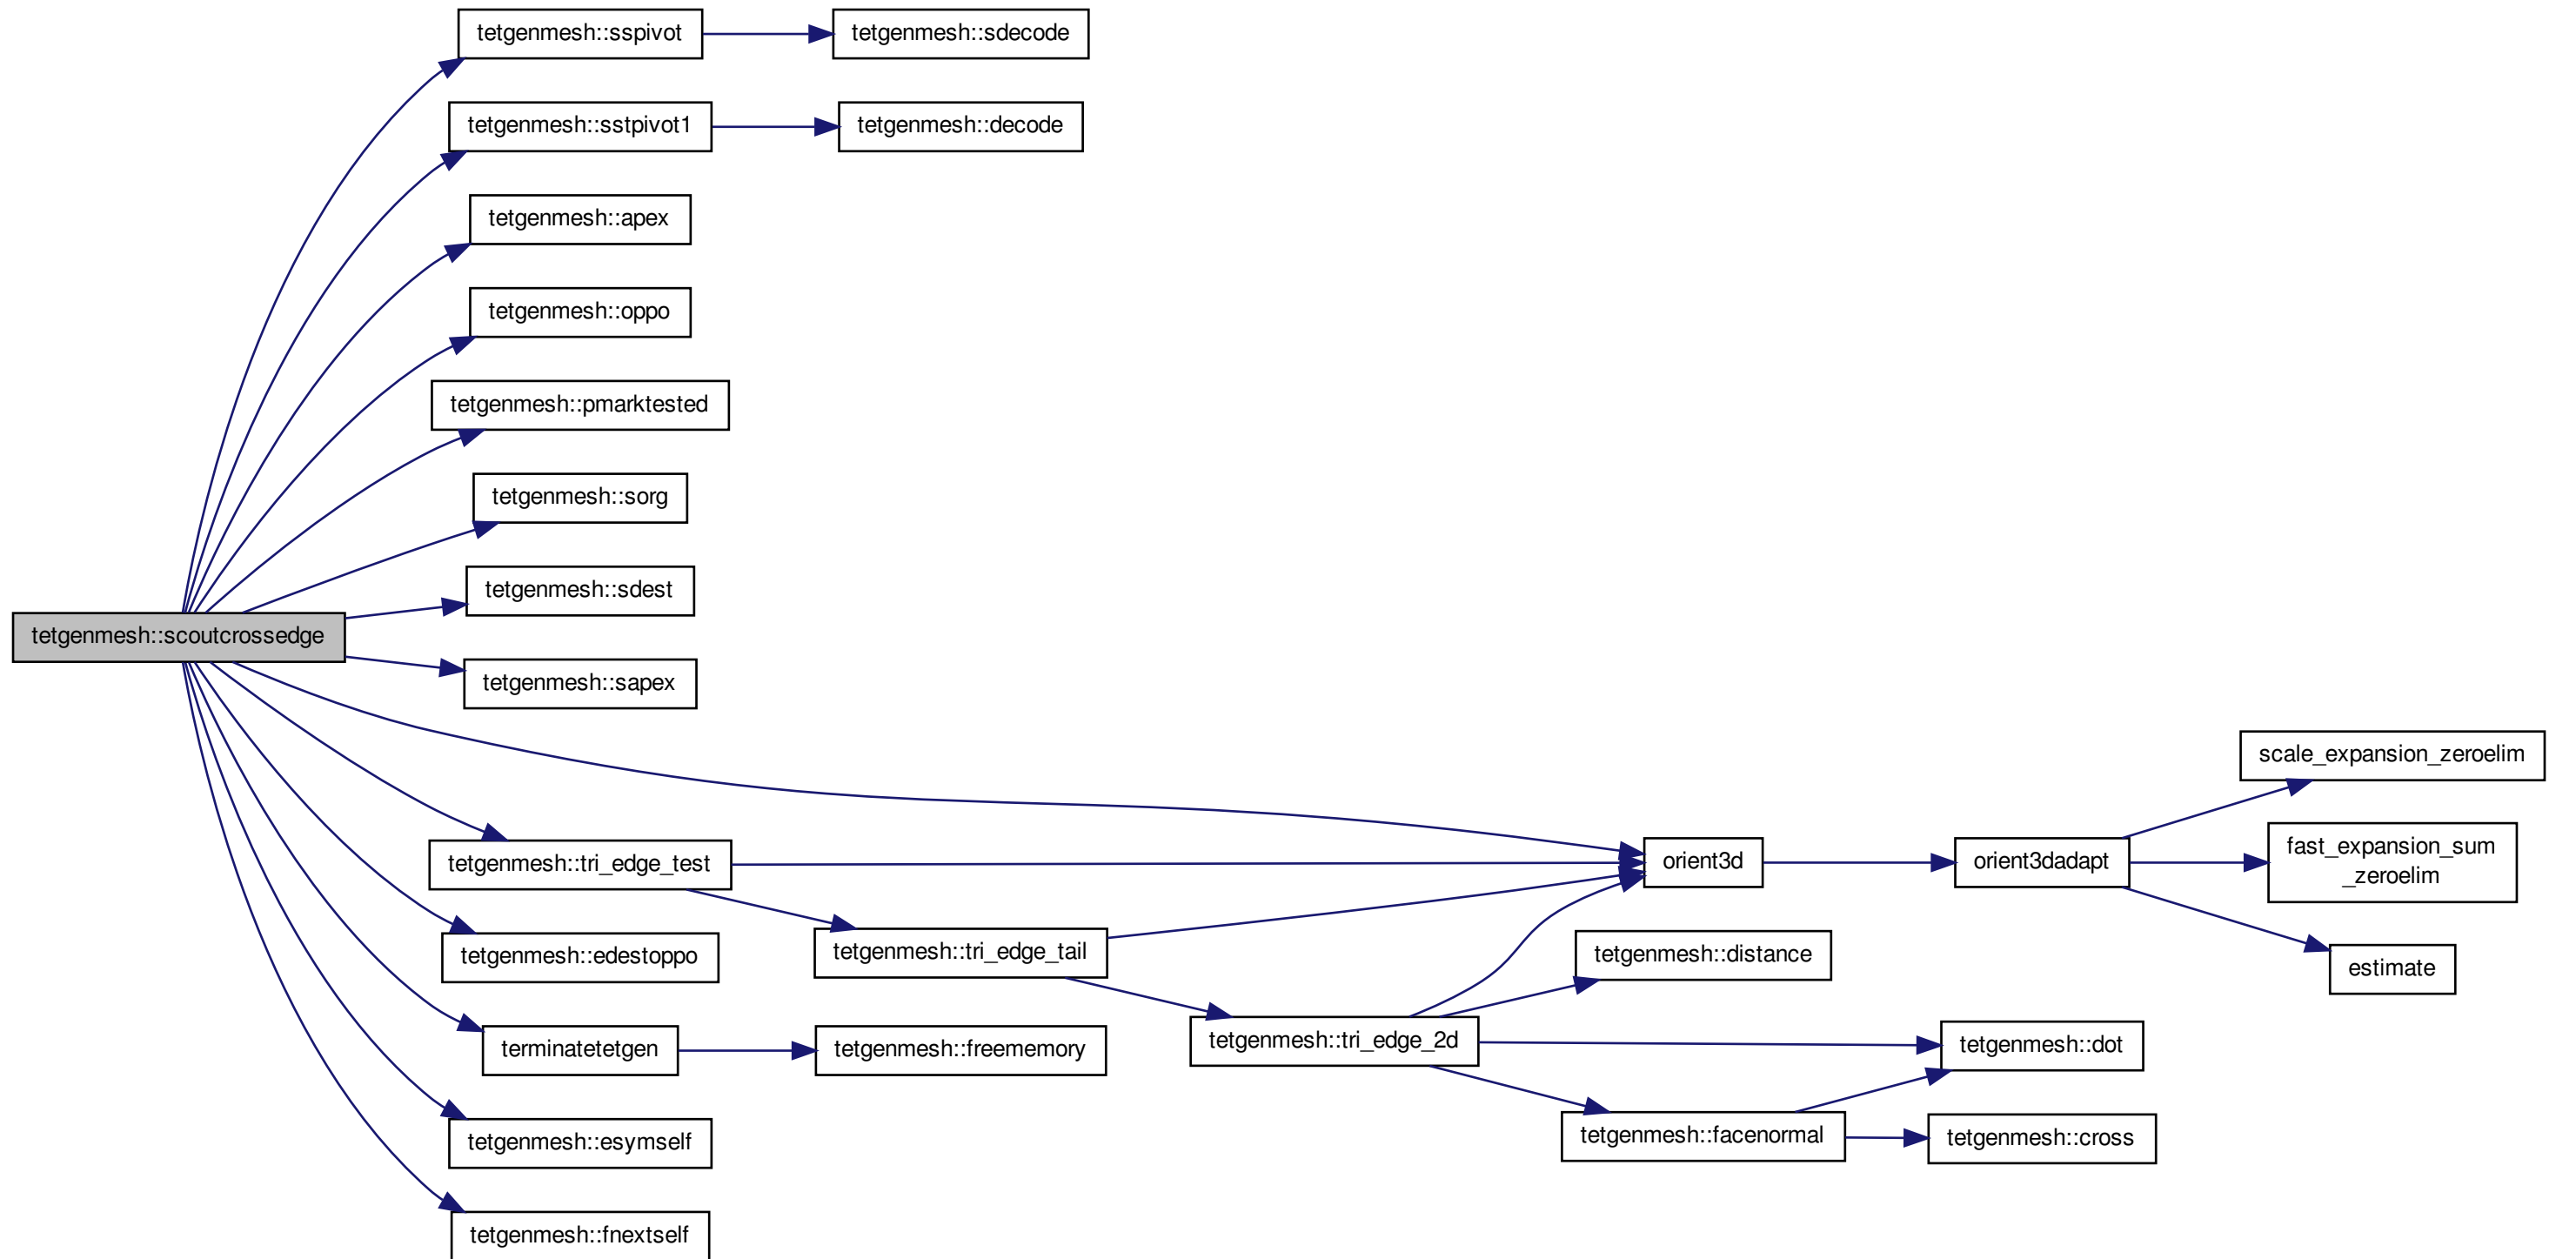 tetgenmesh::sspivot
tetgenmesh::sdecode
tetgenmesh::sstpivot1
tetgenmesh::decode
tetgenmesh::apex
tetgenmesh::oppo
tetgenmesh::pmarktested
tetgenmesh::sorg
tetgenmesh::sdest
tetgenmesh::scoutcrossedge
tetgenmesh::sapex
scale_expansion_zeroelim
tetgenmesh::tri_edge_test
orient3d
orient3dadapt
fast_expansion_sum
_zeroelim
tetgenmesh::edestoppo
tetgenmesh::tri_edge_tail
tetgenmesh::distance
estimate
terminatetetgen
tetgenmesh::freememory
tetgenmesh::tri_edge_2d
tetgenmesh::dot
tetgenmesh::esymself
tetgenmesh::facenormal
tetgenmesh::cross
tetgenmesh::fnextself